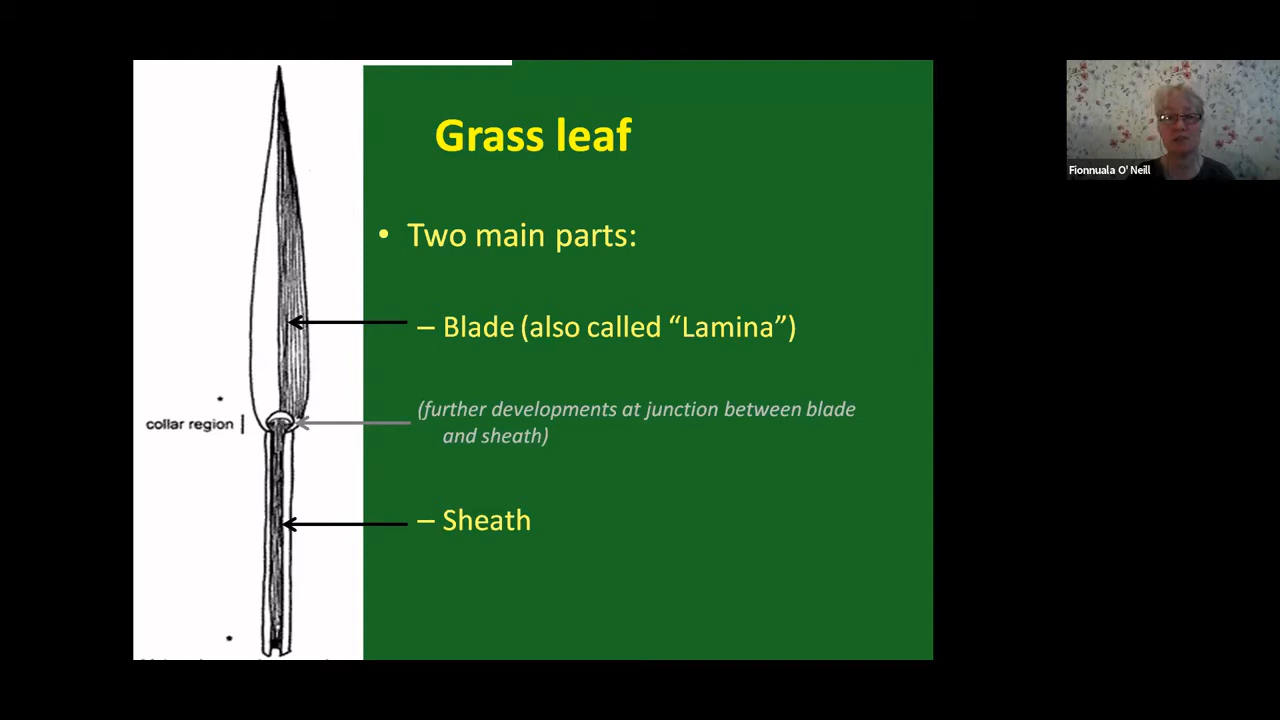 Grass leaf
• Two main parts:
– Blade (also called “Lamina”)
(further developments at junction between blade
and sheath)
collar region
– Sheath
Fionnuala O' Neill